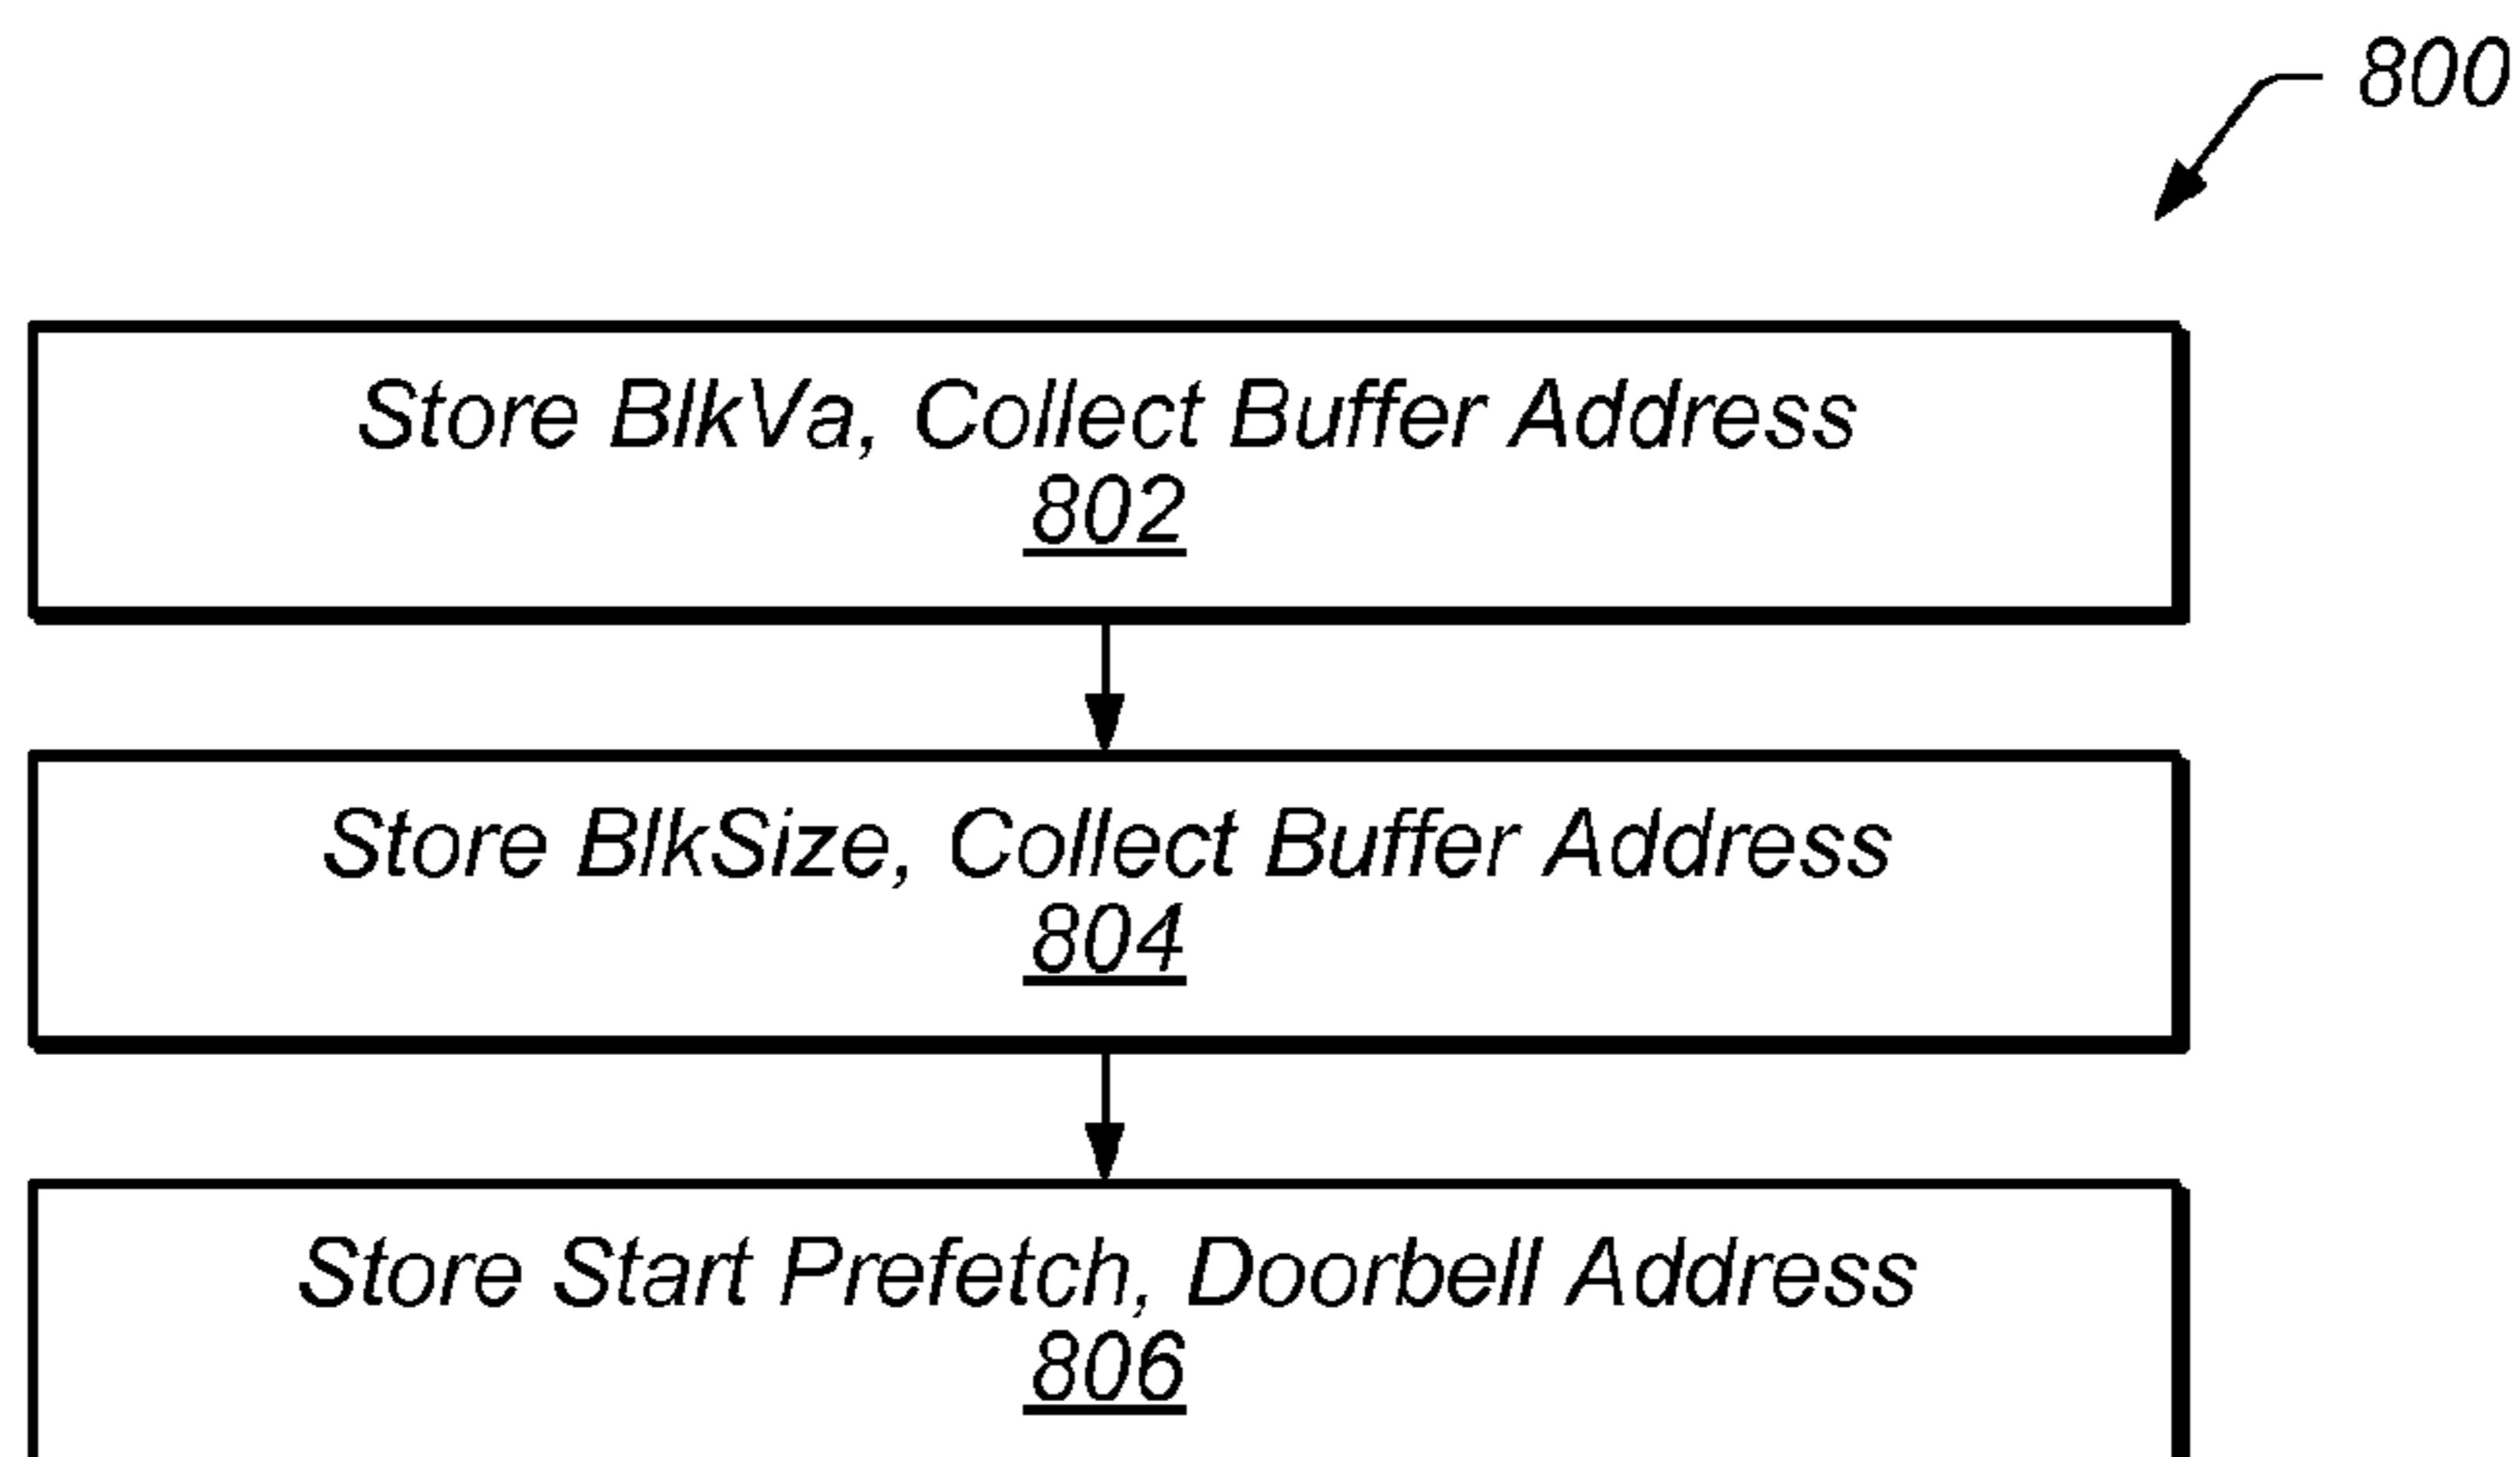 800
Store BlkVa, Collect Buffer Address
802
Store BlkSize, Collect Buffer Address
804
Store Start Prefetch, Doorbell Address
806